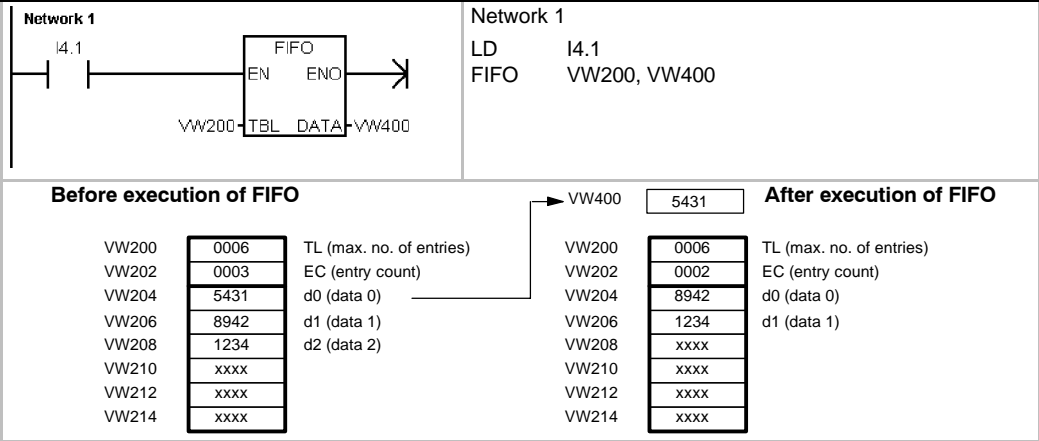 Network 1
I4.1
FIFO
EN ENO
VW200 TBL DATA VW400
Network 1
LD I4.1
FIFO VW200, VW400
Before execution of FIFO
VW400 5431 After execution of FIFO
VW200 0006 TL (max. no. of entries) VW200 0006 TL (max. no. of entries)
VW202 0003 EC (entry count) VW202 0002 EC (entry count)
VW204 5431 d0 (data 0) VW204 8942 d0 (data 0)
VW206 8942 d1 (data 1) VW206 1234 d1 (data 1)
VW208 1234 d2 (data 2) VW208 xxxx
VW210 xxxx VW210 xxxx
VW212 xxxx VW212 xxxx
VW214 xxxx VW214 xxxx